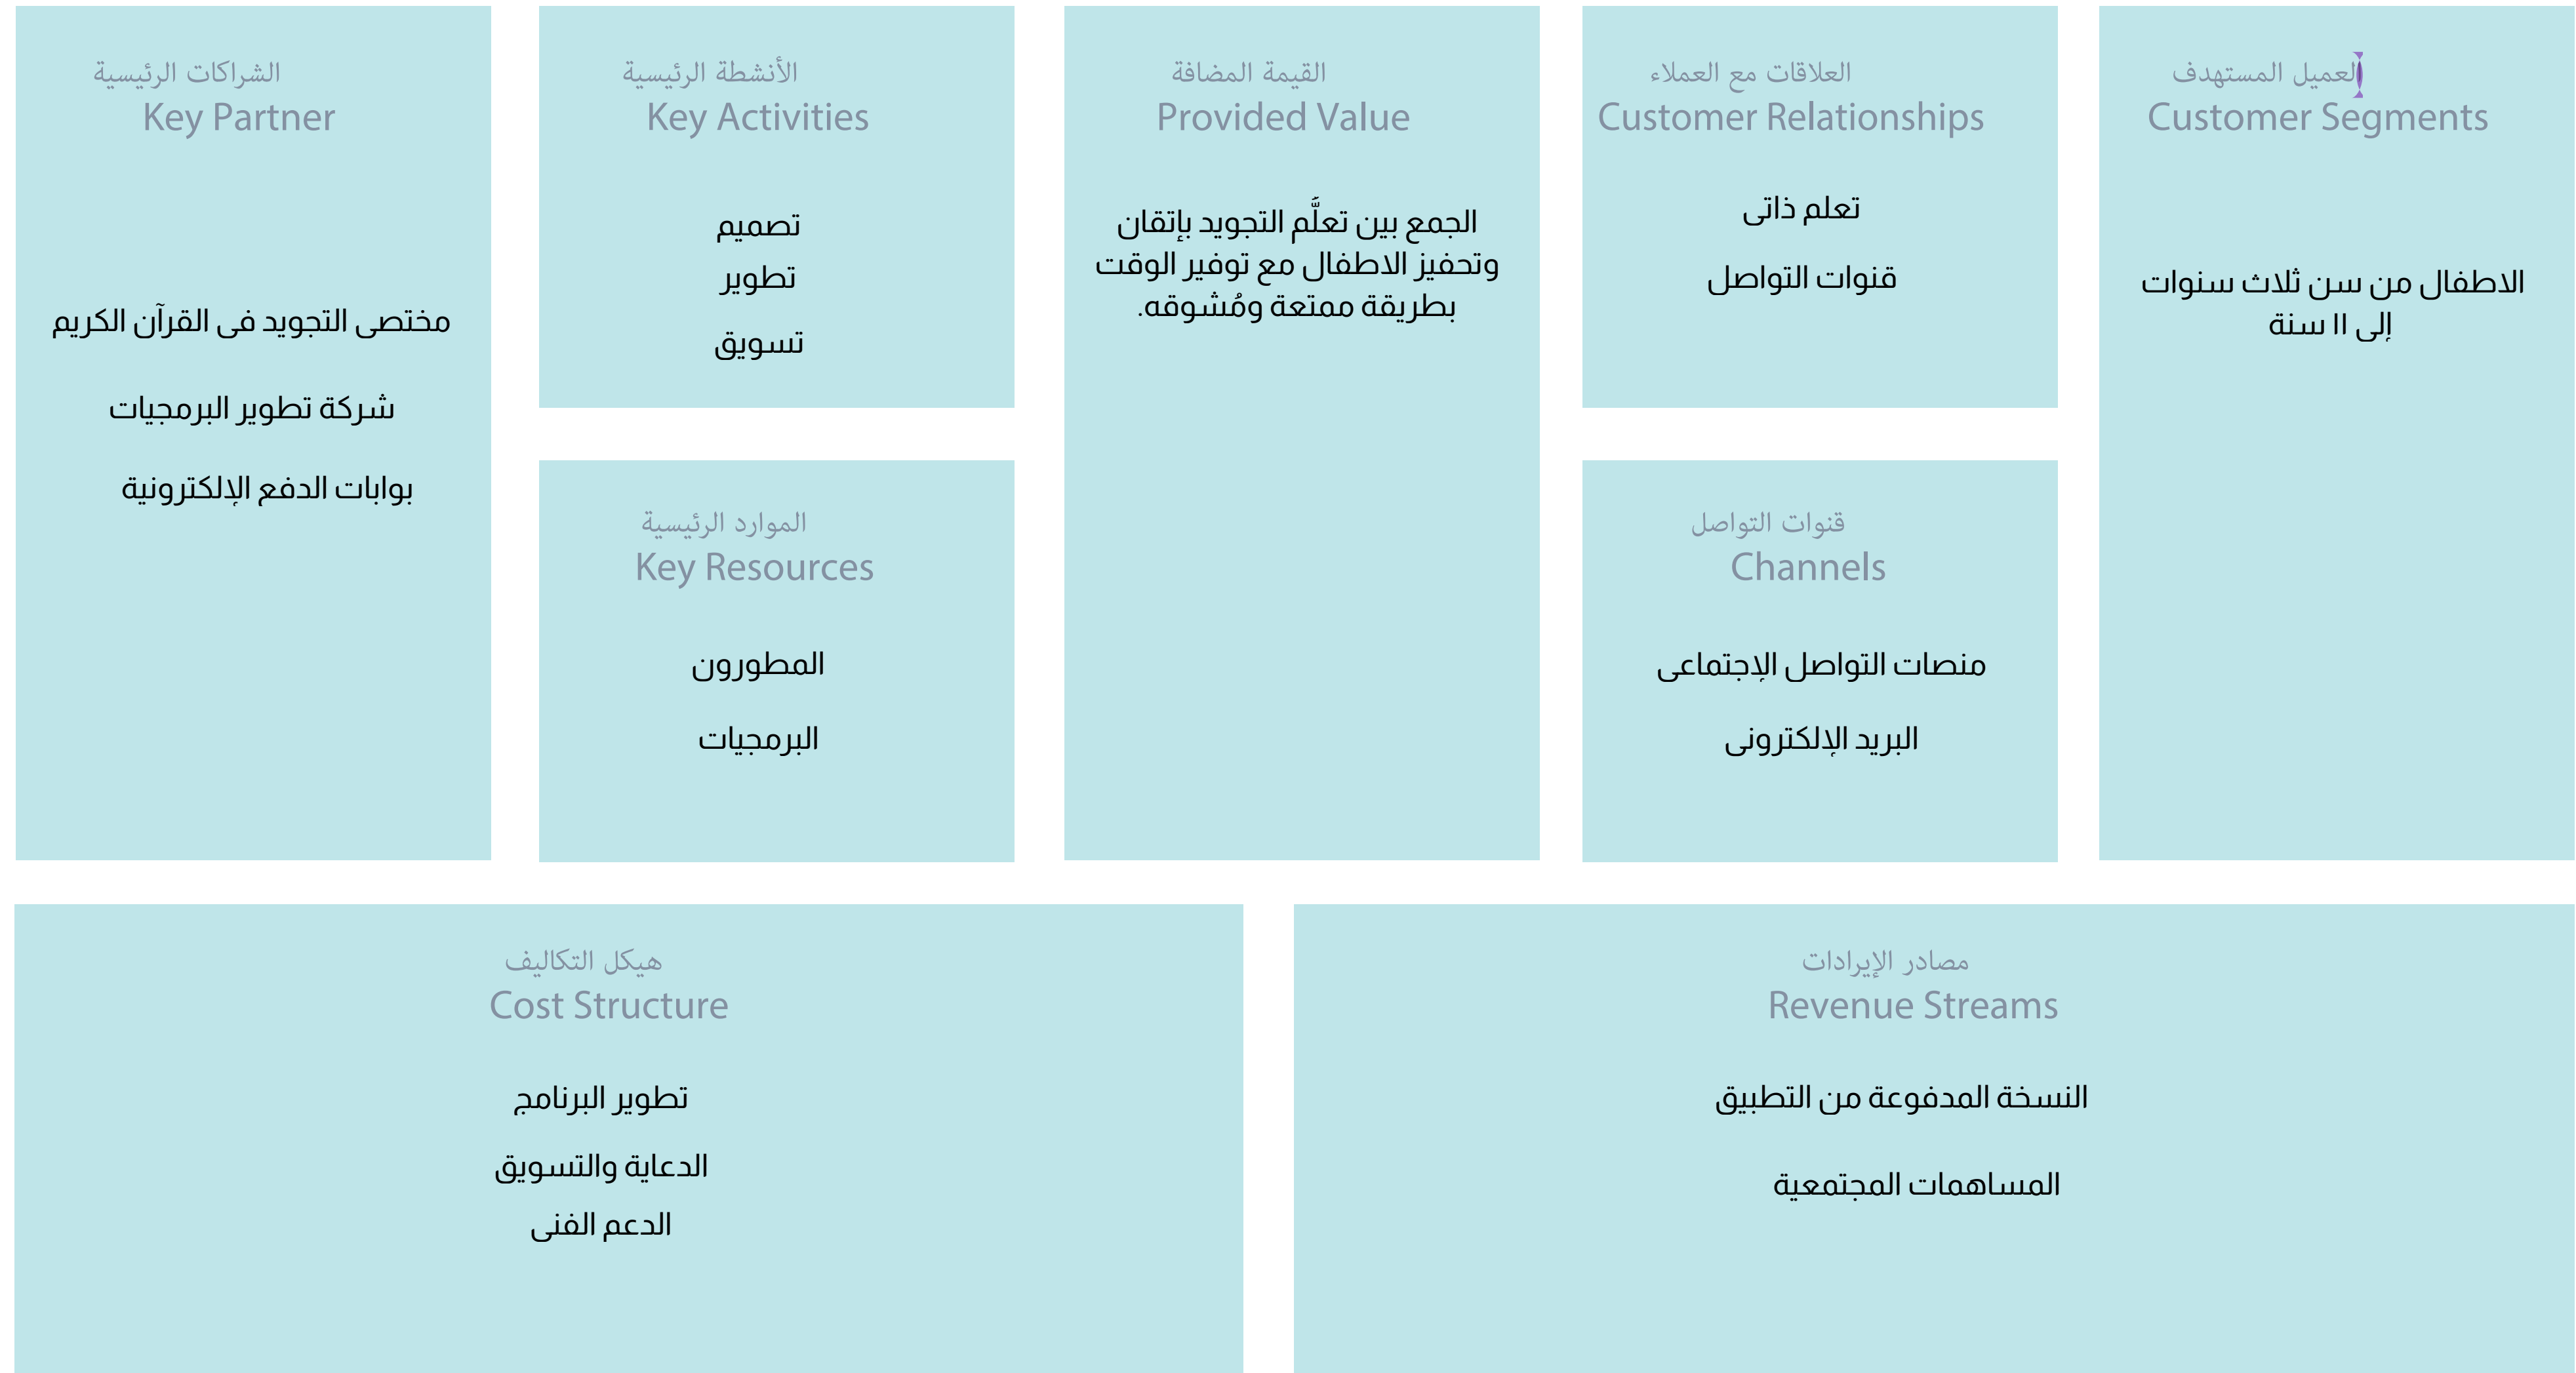 الشراكات الرئيسية
Key Partner
مختصى التجويد فى القرآن الكريم
شركة تطوير البرمجيات
بوابات الدفع الإلكترونية
الأنشطة الرئيسية
Key Activities
تصميم
تطوير
تسويق
الموارد الرئيسية
Key Resources
المطورون
البرمجيات
القيمة المضافة
Provided Value
الجمع بين تعلَّم التجويد بإتقان
وتحفيز الاطفال مع توفير الوقت
بطريقة ممتعة ومُشوقه.
العلاقات مع العملاء
Customer Relationships
تعلم ذاتى
قنوات التواصل
قنوات التواصل
Channels
منصات التواصل الإجتماعى
البريد الإلكترونى
العميل المستهدف
Customer Segments
الاطفال من سن ثلاث سنوات
إلى ١١ سنة
هيكل التكاليف
Cost Structure
تطوير البرنامج
الدعاية والتسويق
الدعم الفنى
مصادر الإيرادات
Revenue Streams
النسخة المدفوعة من التطبيق
المساهمات المجتمعية